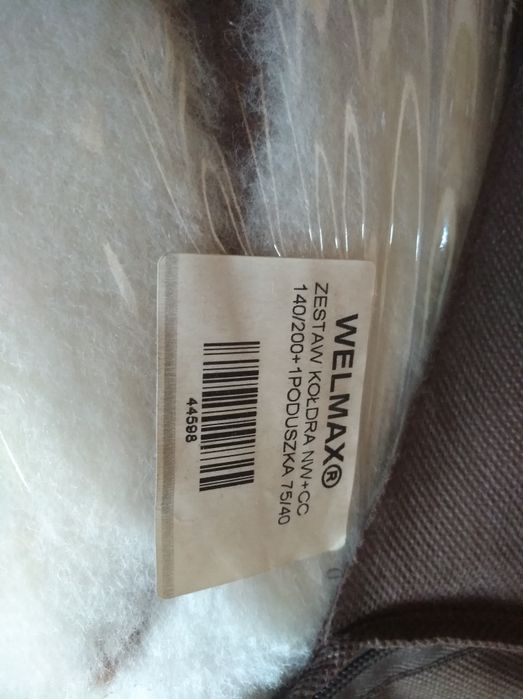 WELMAX®
ZESTAW KOŁDRA NW+CC
140/200+1PODUSZKA 75/40
44598